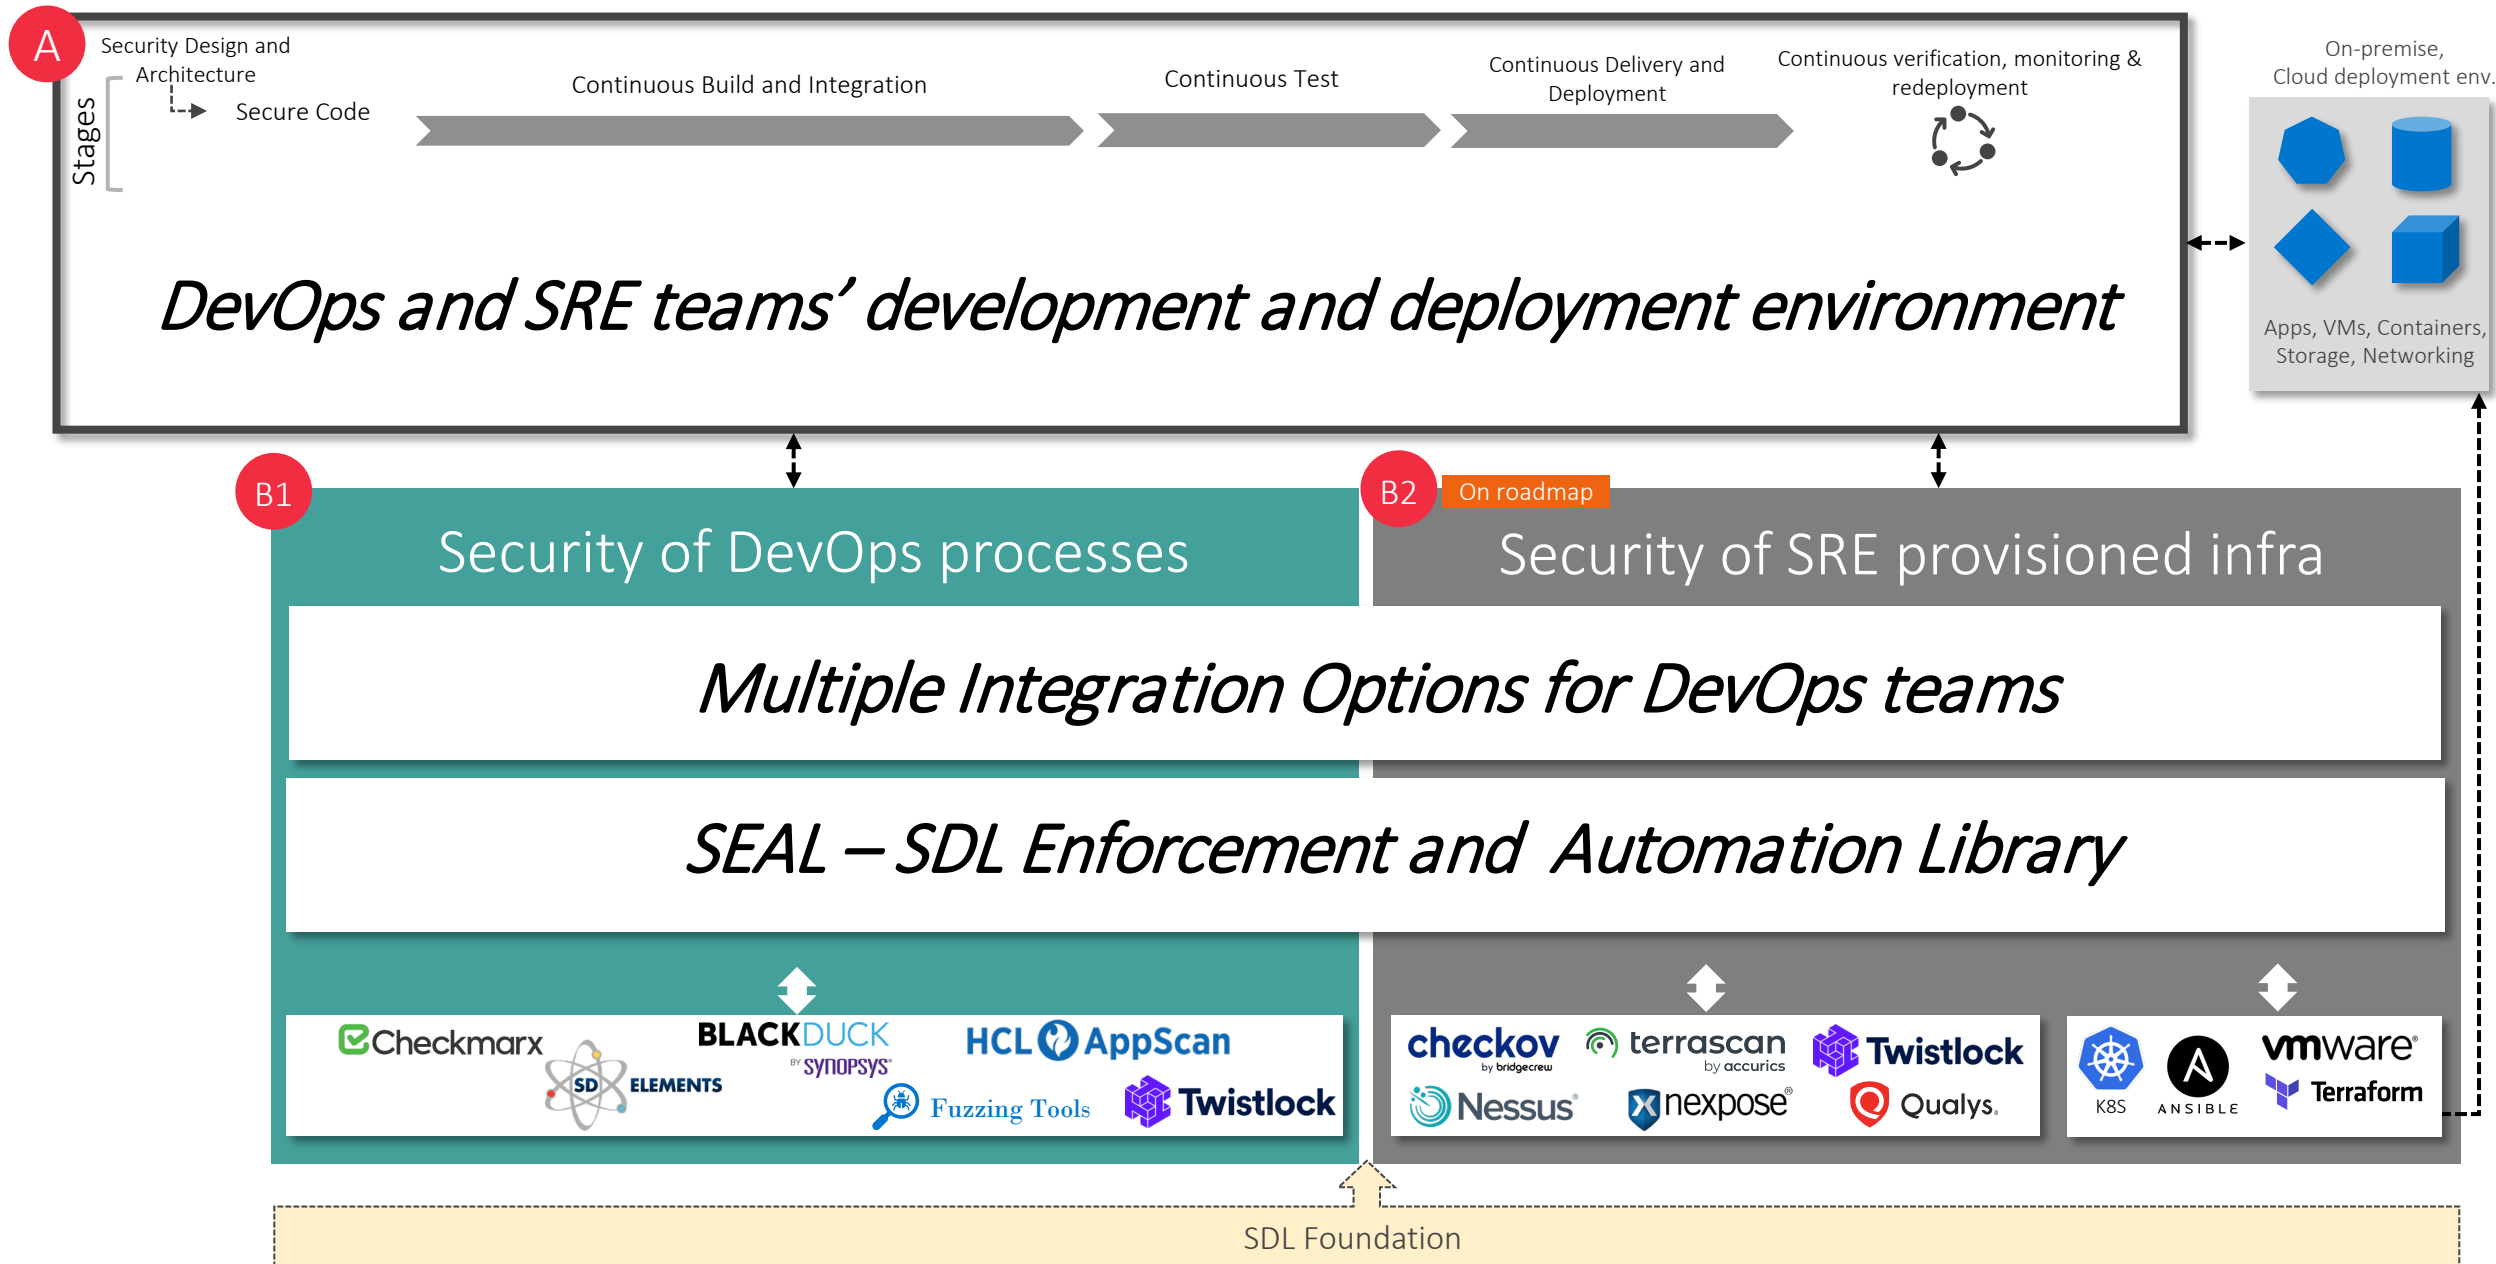 A
Security Design and
Architecture
Stages
Secure Code
Continuous Build and Integration
Continuous Test
Continuous Delivery and
Deployment
Continuous verification, monitoring &
redeployment
On-premise,
Cloud deployment env.
Apps, VMs, Containers,
Storage, Networking
DevOps and SRE teams’ development and deployment environment
B1
Security of DevOps processes
B2
On roadmap
Security of SRE provisioned infra
Multiple Integration Options for DevOps teams
SEAL – SDL Enforcement and  Automation Library
Checkmarx
SD ELEMENTS
BLACKDUCK
BY SYNOPSYS®
HCL AppScan
Fuzzing Tools
Twistlock
checkov
by bridgecrew
terrascan
by accurics
Twistlock
Nessus®
nexpose®
Qualys.
K8S
A
ANSIBLE
vmware®
Terraform
SDL Foundation